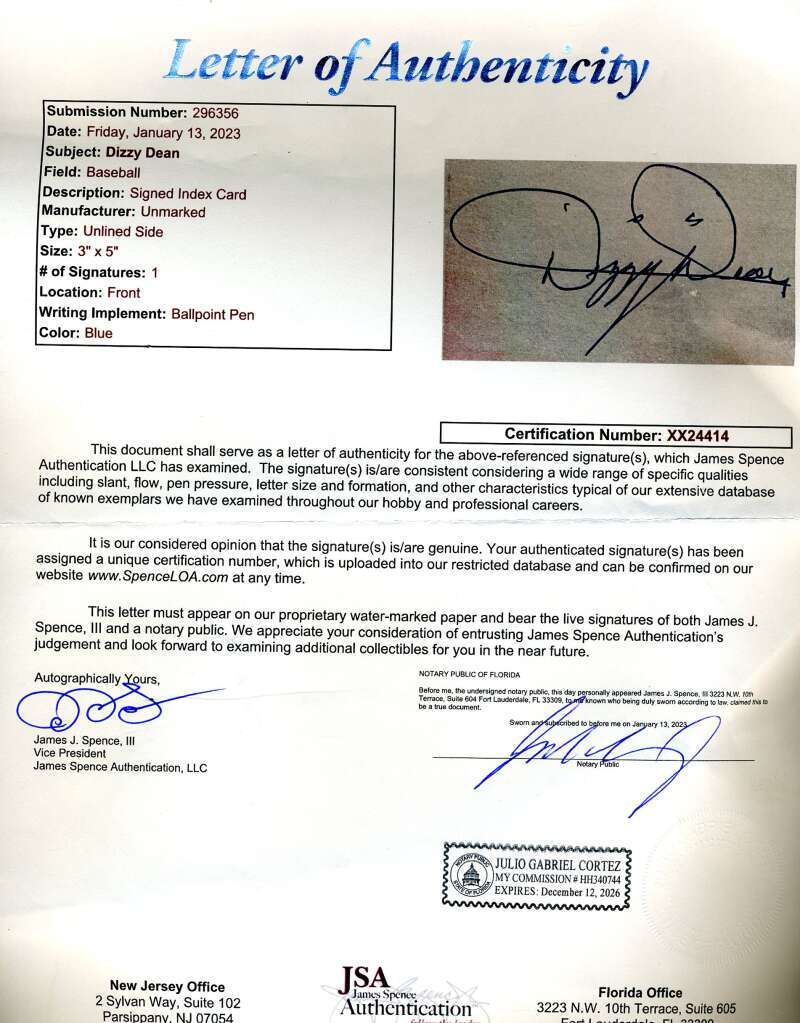 Letter of Authenticity
Submission Number: 296356
Date: Friday, January 13, 2023
Subject: Dizzy Dean
Field: Baseball
Description: Signed Index Card
Manufacturer: Unmarked
Type: Unlined Side
Size: 3" x 5"
# of Signatures: 1
Location: Front
Writing Implement: Ballpoint Pen
Color: Blue
Dizzy Dean
Certification Number: XX24414
This document shall serve as a letter of authenticity for the above-referenced signature(s), which James Spence
Authentication LLC has examined. The signature(s) is/are consistent considering a wide range of specific qualities
including slant, flow, pen pressure, letter size and formation, and other characteristics typical of our extensive database
of known exemplars we have examined throughout our hobby and professional careers.
It is our considered opinion that the signature(s) is/are genuine. Your authenticated signature(s) has been
assigned a unique certification number, which is uploaded into our restricted database and can be confirmed on our
website www.SpenceLOA.com at any time.
This letter must appear on our proprietary water-marked paper and bear the live signatures of both James J.
Spence, III and a notary public. We appreciate your consideration of entrusting James Spence Authentication's
judgement and look forward to examining additional collectibles for you in the near future.
Autographically Yours,
James J. Spence, III
Vice President
James Spence Authentication, LLC
NOTARY PUBLIC OF FLORIDA
Before me, the undersigned notary public, this day personally appeared James J. Spence, III 3223 N.W. 10th
Terrace, Suite 604 Fort Lauderdale, FL 33309, to me known who being duly sworn according to law, claimed this to
be a true document.
Sworn and subscribed to before me on January 13, 2023
Notary Public
NOTARY PUBLIC
STATE OF FLORIDA
JULIO GABRIEL CORTEZ
MY COMMISSION # HH340744
EXPIRES: December 12, 2026
New Jersey Office
2 Sylvan Way, Suite 102
Parsippany, NJ 07054
JSA
James Spence
Authentication
Florida Office
3223 N.W. 10th Terrace, Suite 605
Fort Lauderdale, FL 33309